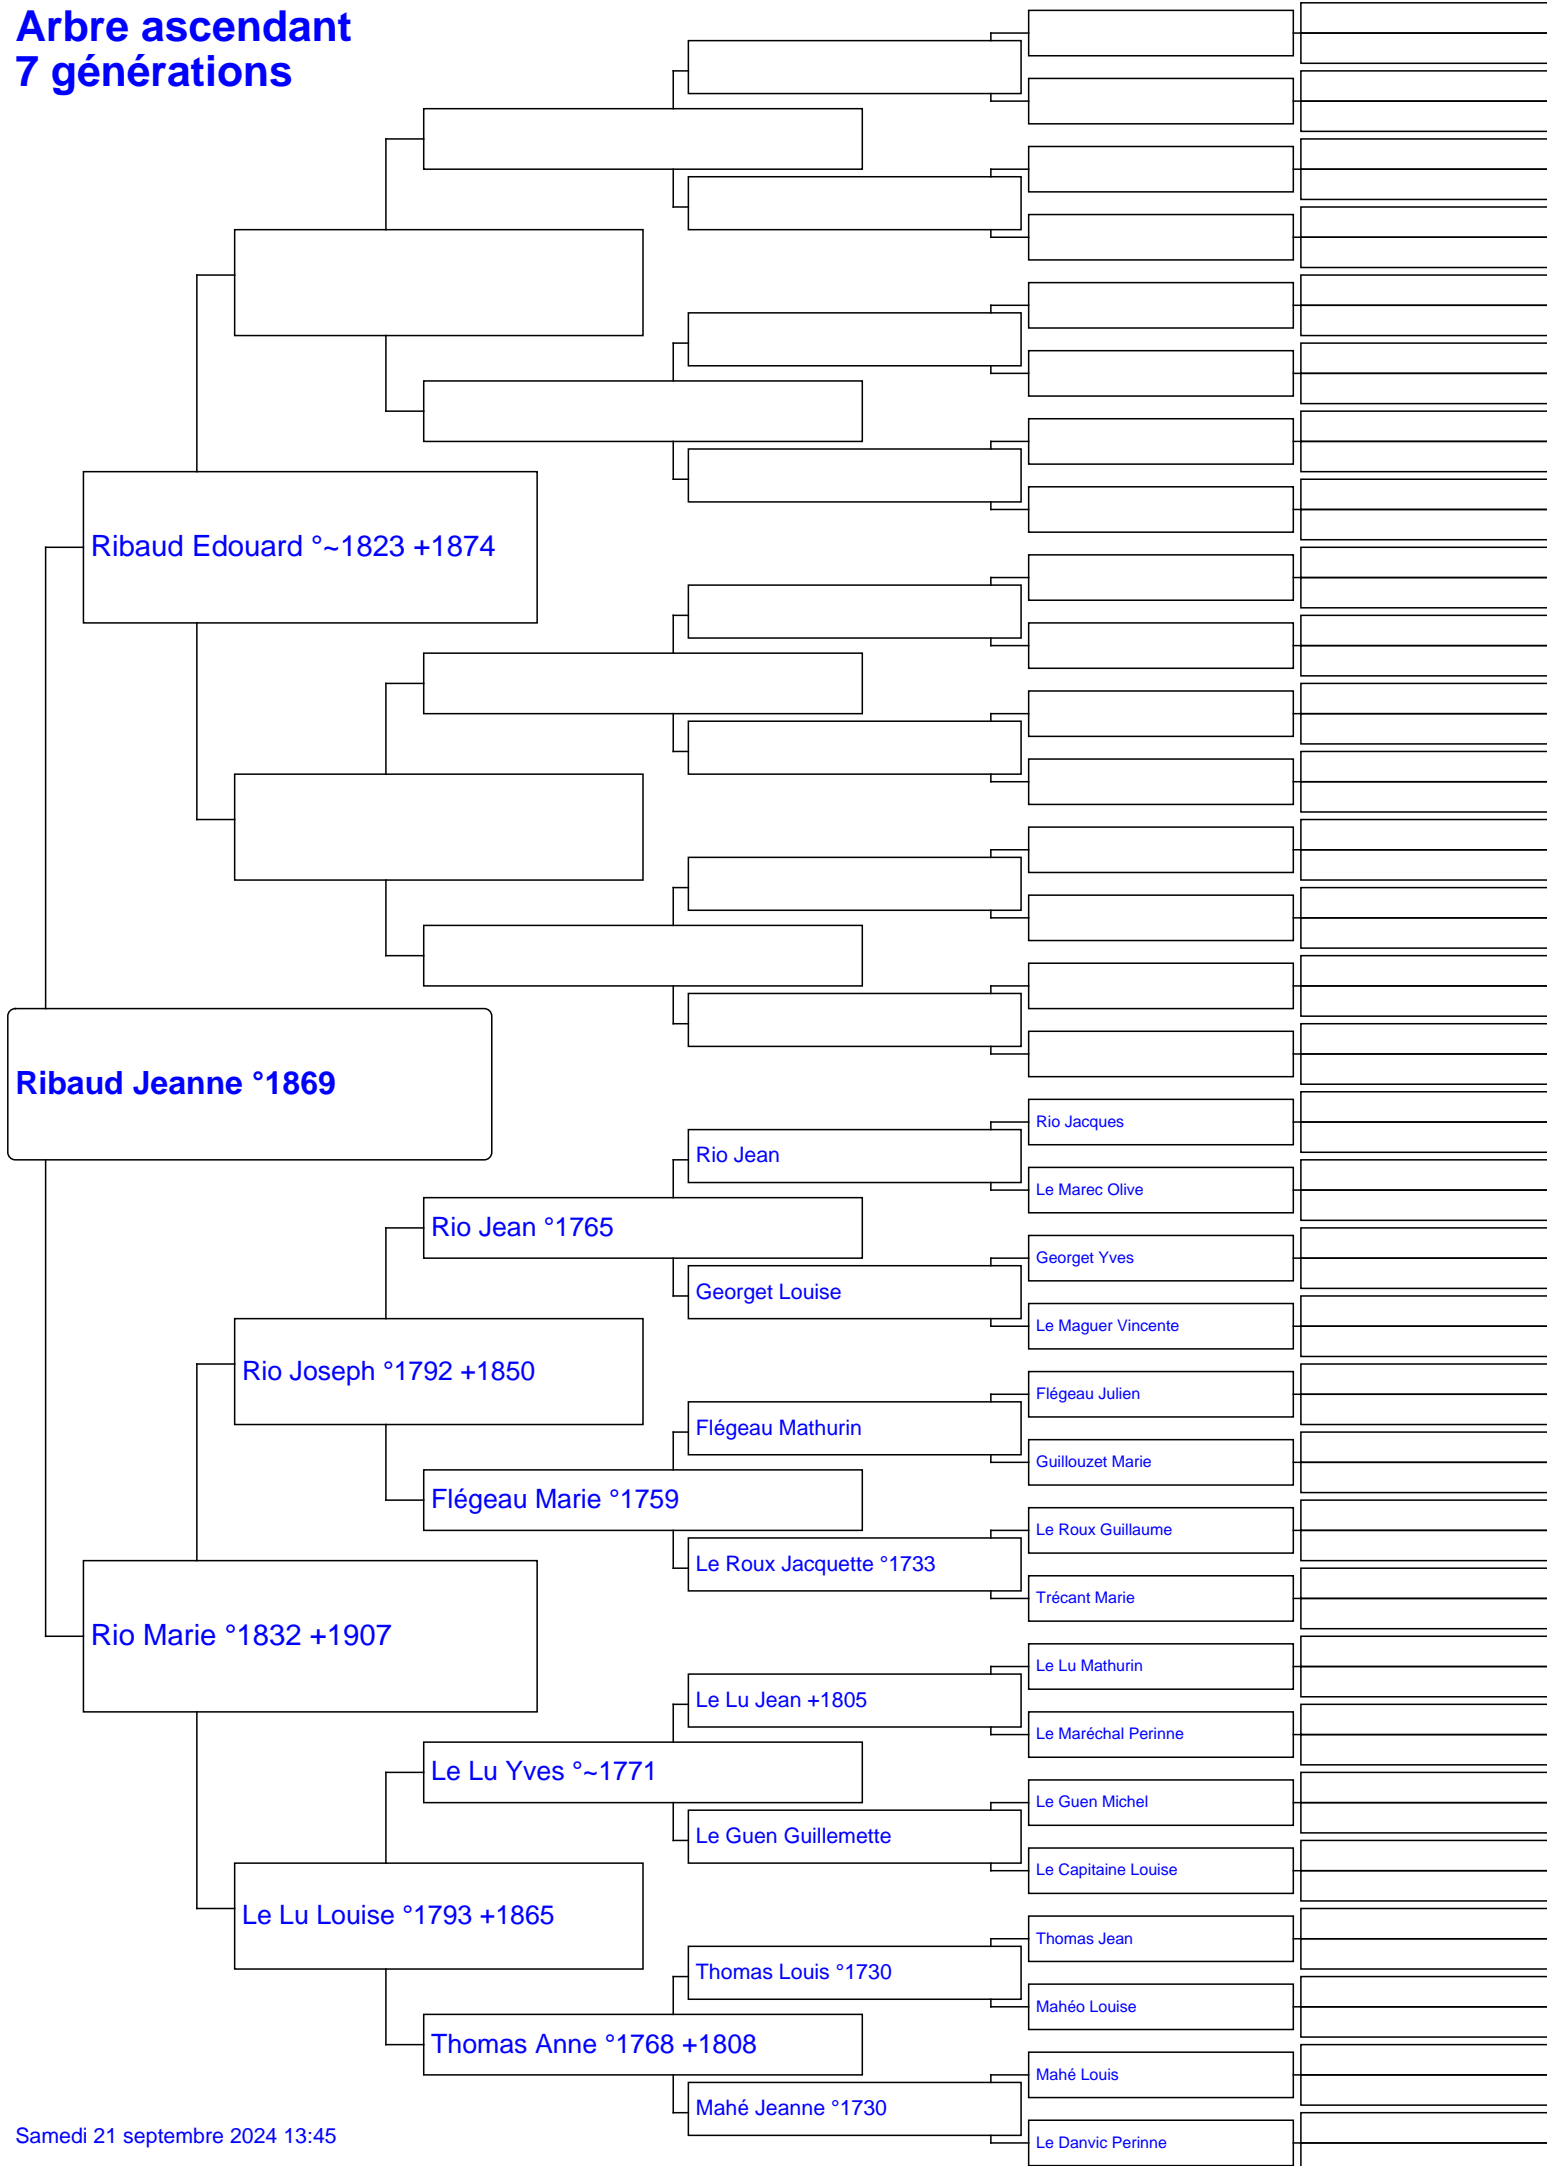 Arbre ascendant
7 générations
Ribaud Edouard °~1823 +1874
Ribaud Jeanne °1869
Rio Jacques
Rio Jean
Le Marec Olive
Rio Jean °1765
Georget Yves
Georget Louise
Le Maguer Vincente
Rio Joseph °1792 +1850
Flégeau Julien
Flégeau Mathurin
Guillouzet Marie
Flégeau Marie °1759
Le Roux Guillaume
Le Roux Jacquette °1733
Trécant Marie
Rio Marie °1832 +1907
Le Lu Mathurin
Le Lu Jean +1805
Le Maréchal Perinne
Le Lu Yves °~1771
Le Guen Michel
Le Guen Guillemette
Le Capitaine Louise
Le Lu Louise °1793 +1865
Thomas Jean
Thomas Louis °1730
Mahéo Louise
Thomas Anne °1768 +1808
Mahé Louis
Mahé Jeanne °1730
Le Danvic Perinne
Samedi 21 septembre 2024 13:45